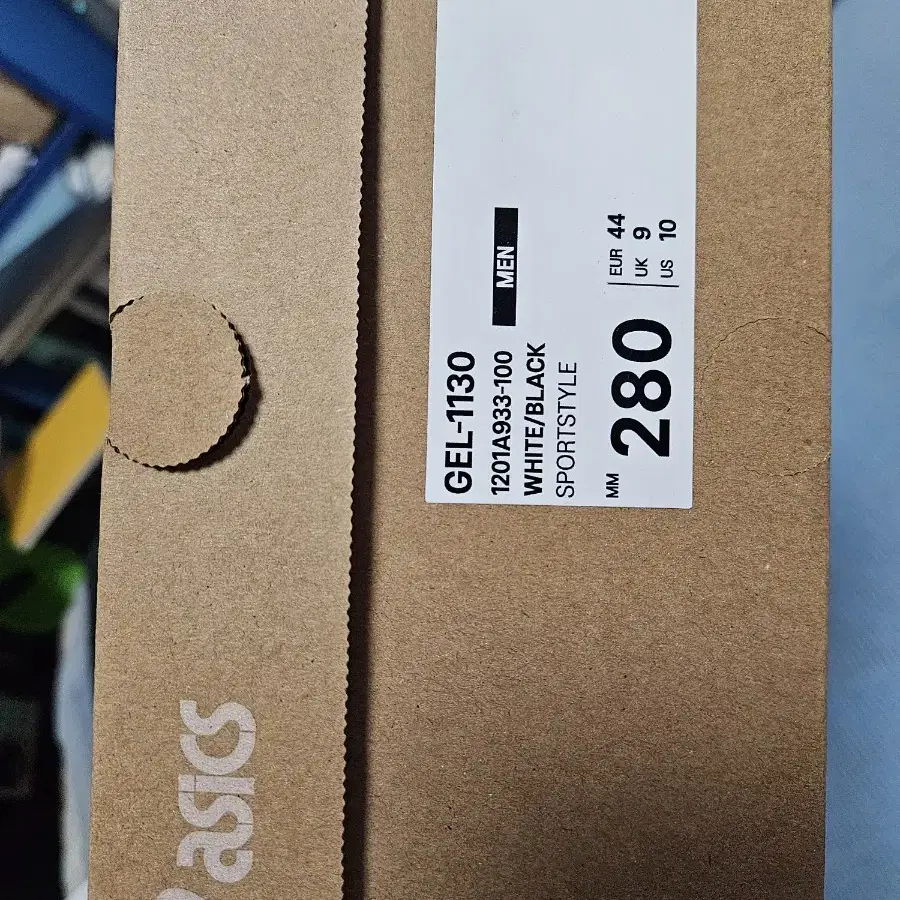 GEL-1130
1201A933-100
MEN
WHITE/BLACK
SPORTSTYLE
MM 280
EUR 44
UK 9
US 10
asics